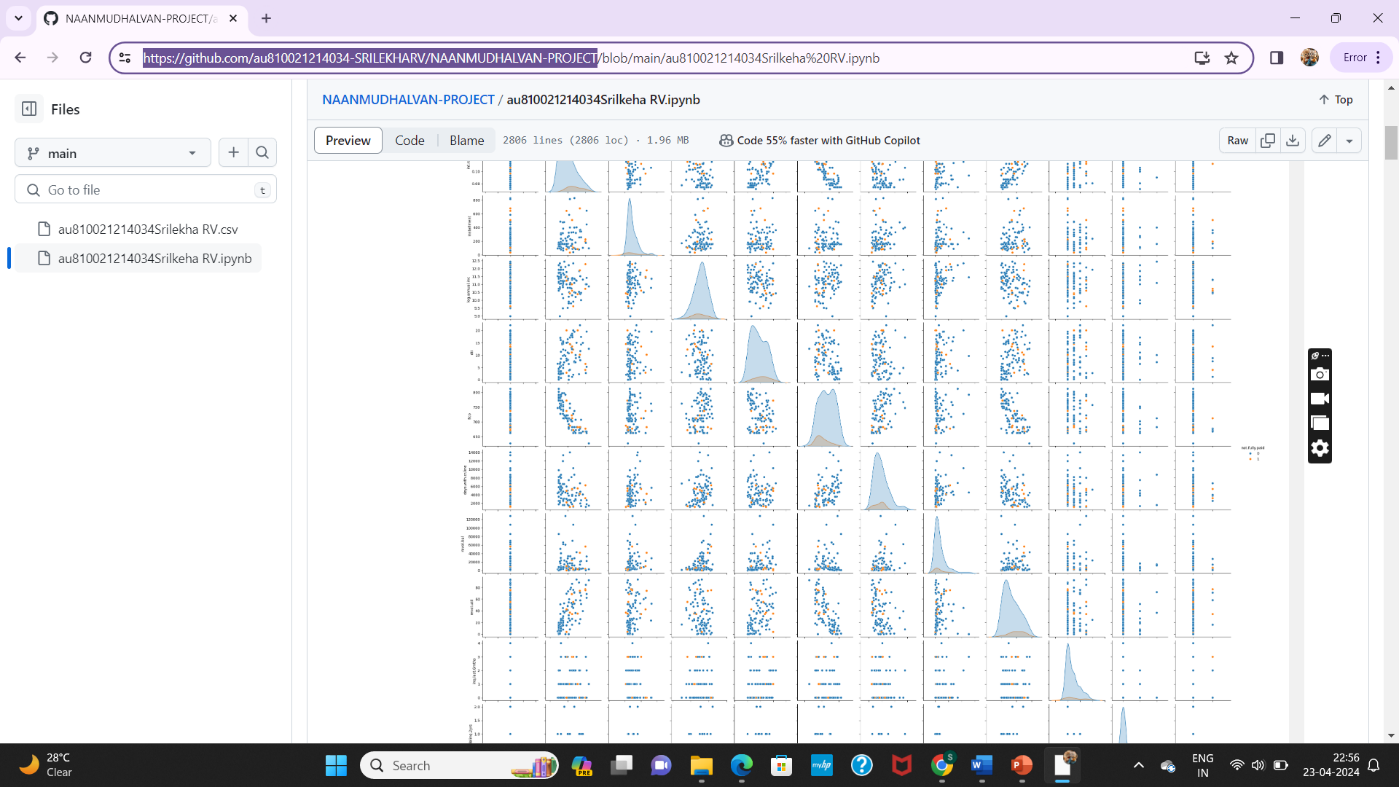 NAANMUDHALVAN-PROJECT/a
https://github.com/au810021214034-SRILEKHARV/NAANMUDHALVAN-PROJECT/blob/main/au810021214034Srilkeha%20RV.ipynb
Error
Files
NAANMUDHALVAN-PROJECT / au810021214034Srilkeha RV.ipynb
Top
main
Preview
Code
Blame
2806 lines (2806 loc) · 1.96 MB
Code 55% faster with GitHub Copilot
Raw
Go to file
t
au810021214034Srilekha RV.csv
au810021214034Srilkeha RV.ipynb
28°C
Clear
Search
PRE
ENG
IN
22:56
23-04-2024